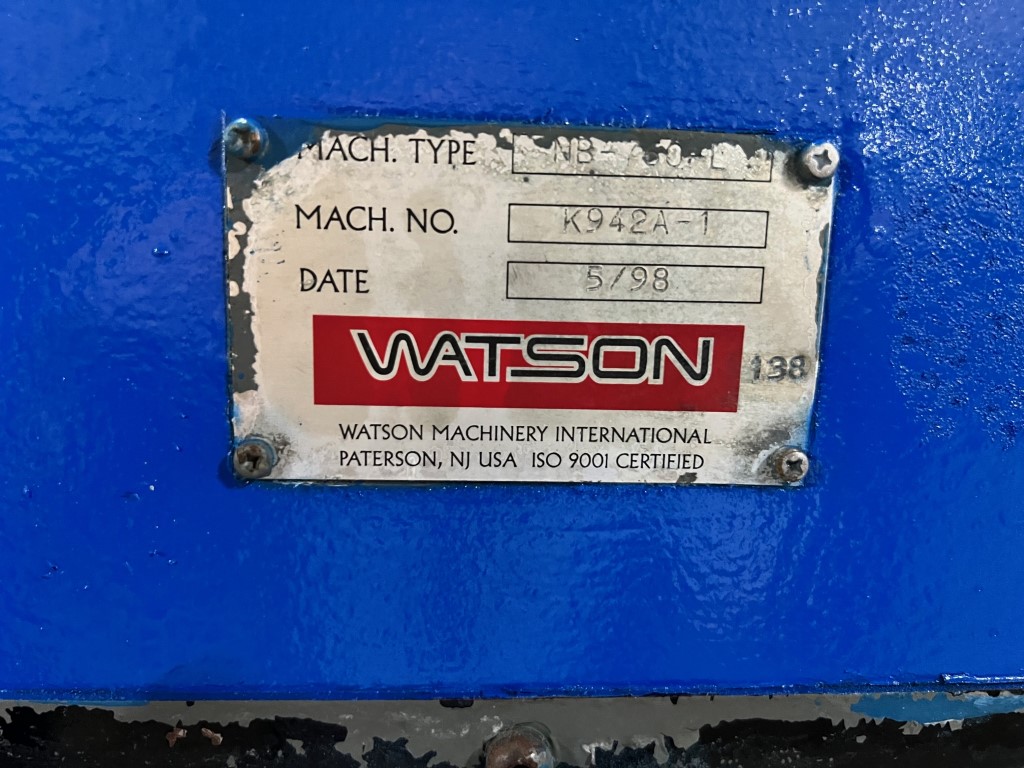 MACH. TYPE
MACH. NO. K942A-1
DATE 5/98
WATSON 138
WATSON MACHINERY INTERNATIONAL
PATERSON, NJ USA ISO 9001 CERTIFIED